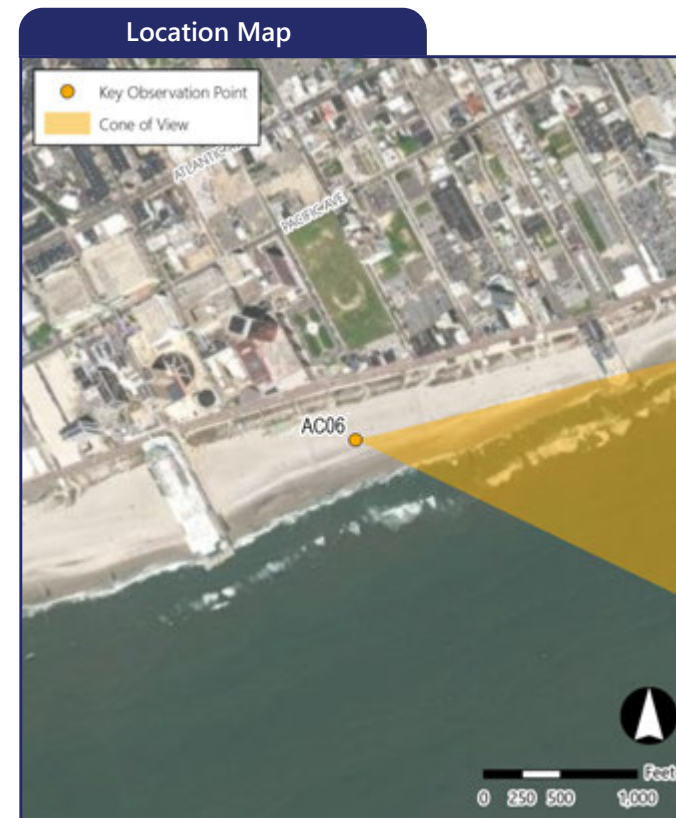 Location Map
Key Observation Point
Cone of View
ATLANTIC
PACIFIC AVE
AC06
Feet
0 250 500 1,000